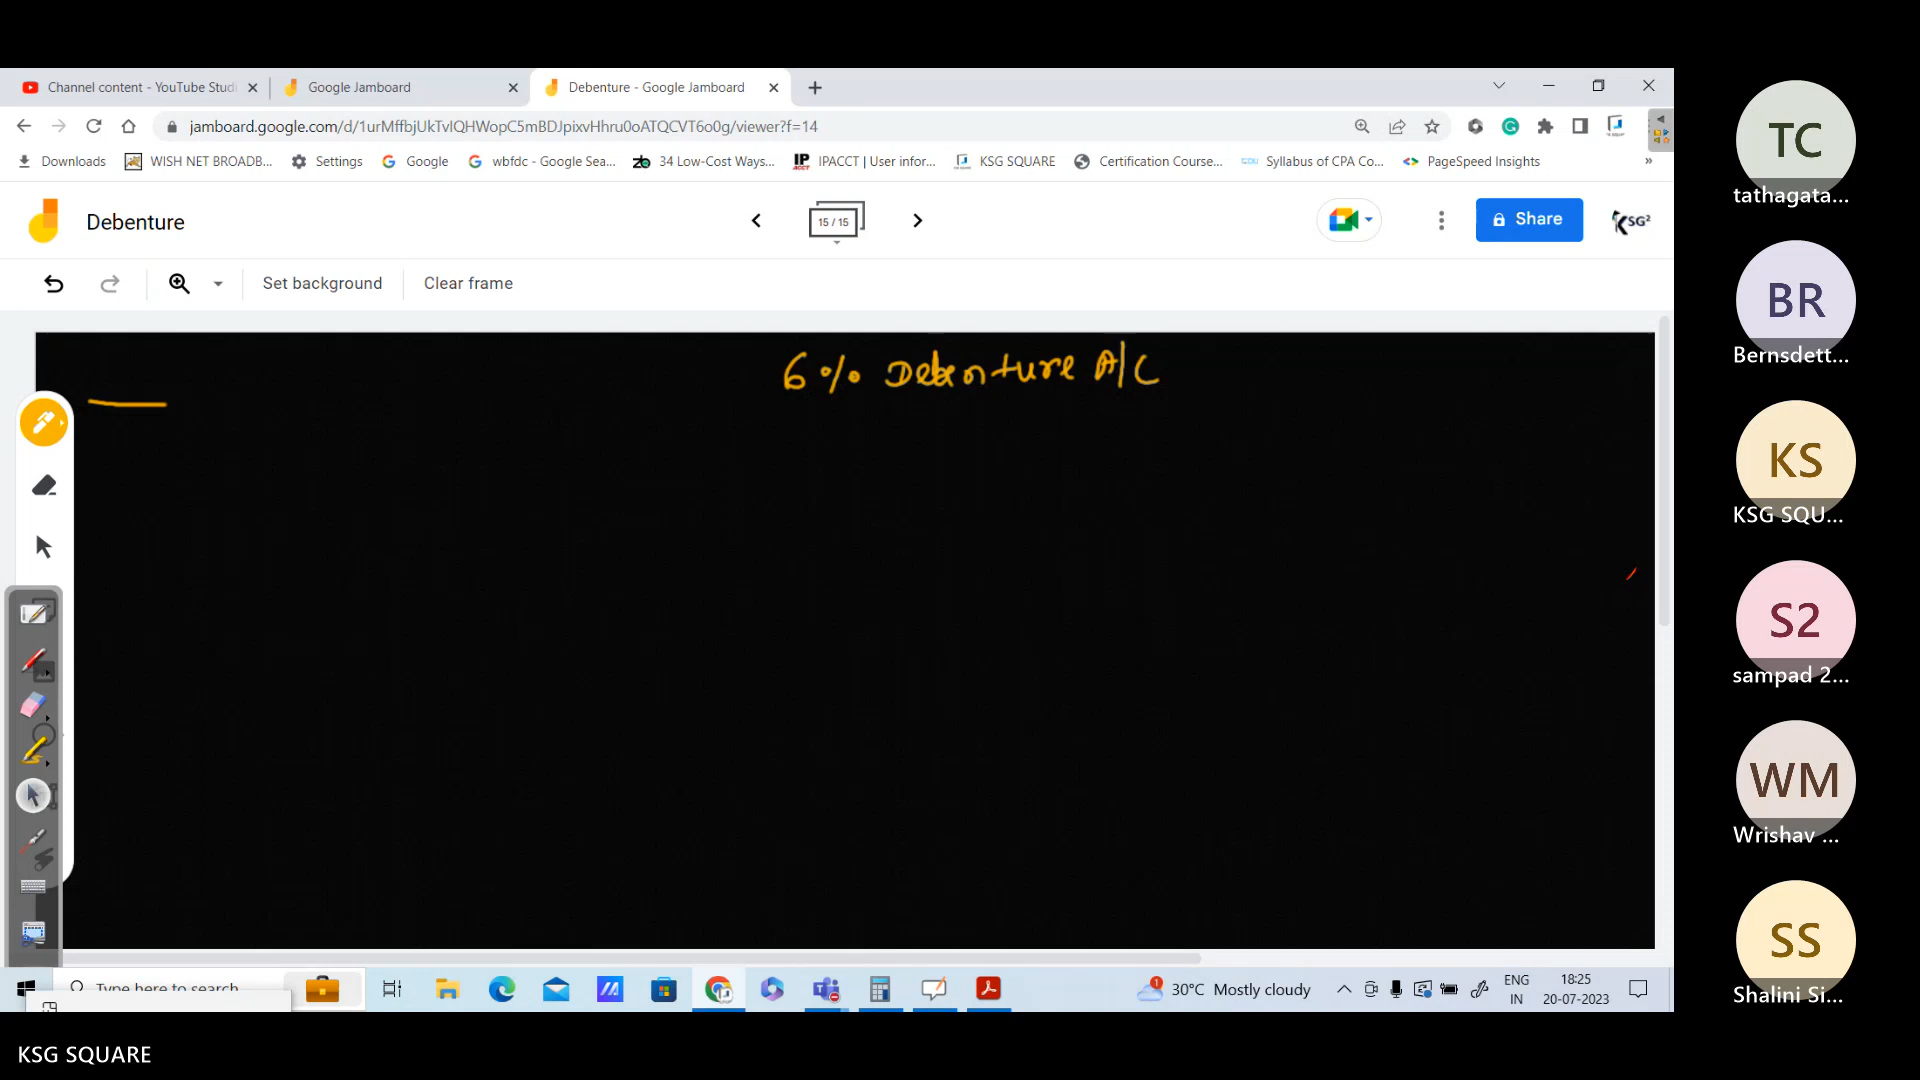 Channel content - YouTube Stud
Google Jamboard
Debenture - Google Jamboard
jamboard.google.com/d/1urMffbjUkTvIQHWopC5mBDJpixvHhru0oATQCVT6o0g/viewer?f=14
Downloads
WISH NET BROADB...
Settings
Google
wbfdc - Google Sea...
34 Low-Cost Ways...
IPACCT | User infor...
KSG SQUARE
Certification Course...
Syllabus of CPA Co...
PageSpeed Insights
»
Debenture
15 / 15
Share
KSG²
Set background
Clear frame
6% Debenture A/C
Type here to search
1
30°C Mostly cloudy
ENG
IN
18:25
20-07-2023
TC
tathagata...
BR
Bernsdett...
KS
KSG SQU...
S2
sampad 2...
WM
Wrishav ...
SS
Shalini Si...
KSG SQUARE